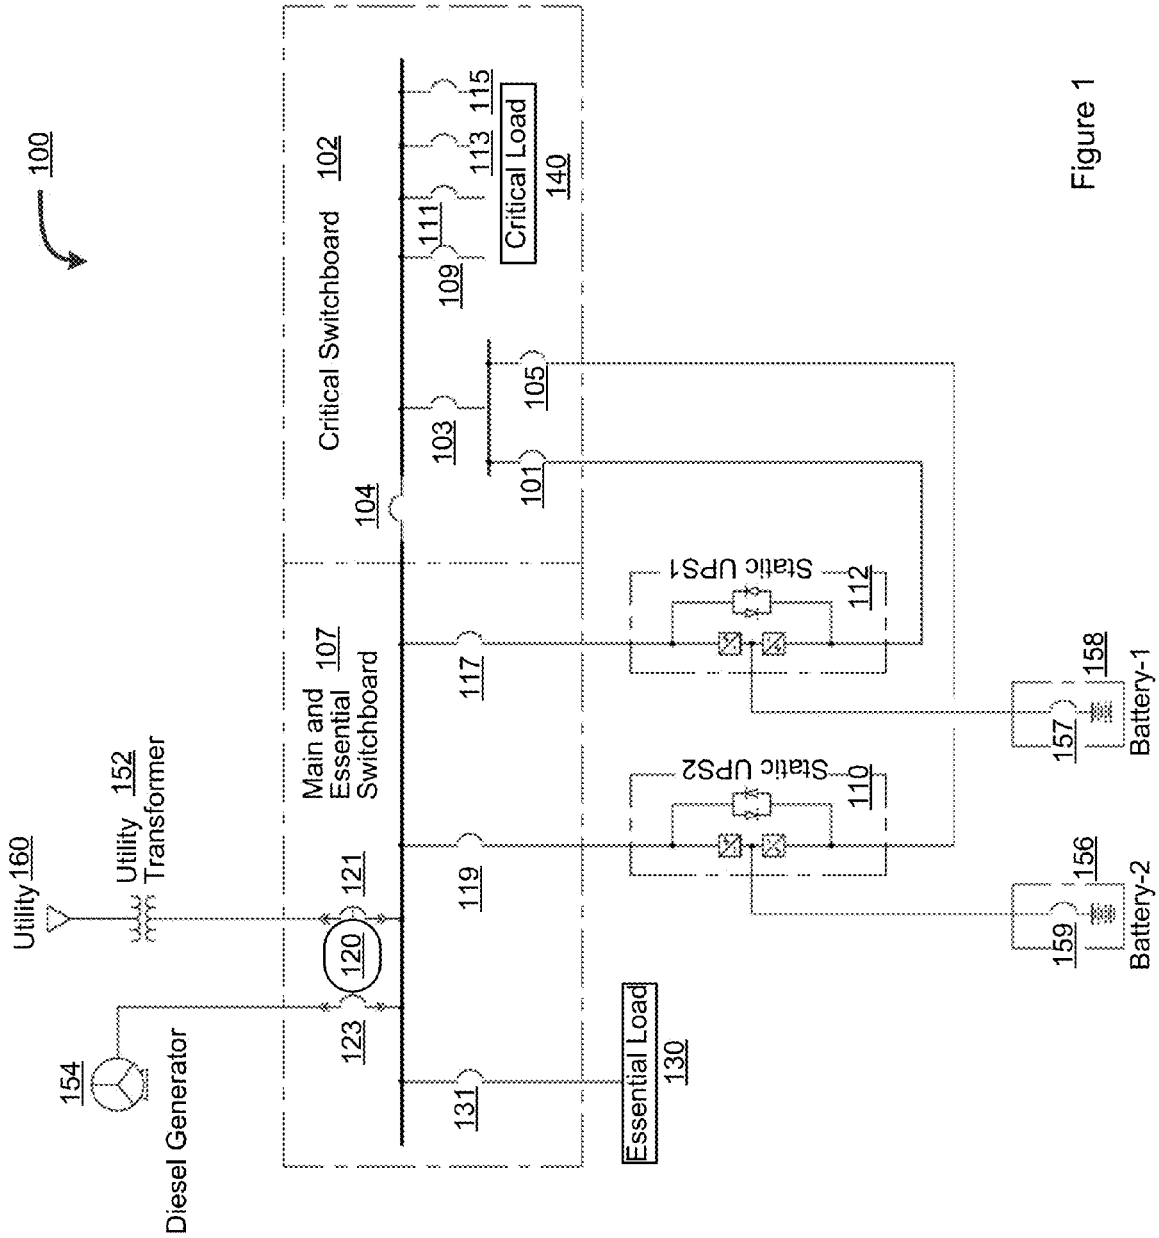 100
Utility 160
Utility
Transformer
152
154
Diesel Generator
Main and
Essential
Switchboard
107
Critical Switchboard
102
104
121
120
123
131
119
117
103
101
105
109
111
113
115
Critical Load
140
Essential Load
130
Static UPS2
110
Static UPS1
112
159
156
Battery-2
157
158
Battery-1
Figure 1